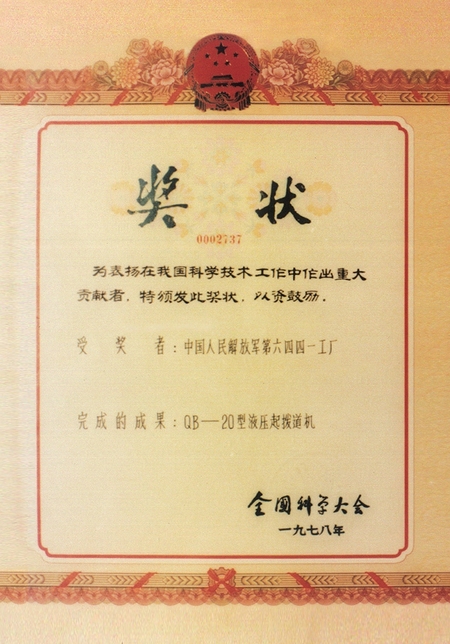 奖状
0002737
为表扬在我国科学技术工作中作出重大
贡献者，特颁发此奖状，以资鼓励．
受奖者：中国人民解放军第六四四一工厂
完成的成果：QB—20型液压起拨道机
全国科学大会
一九七八年